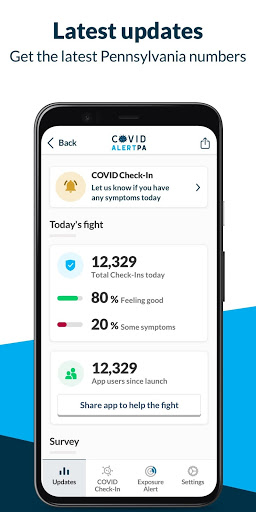 Latest updates
Get the latest Pennsylvania numbers
Back
COVID
ALERTPA
COVID Check-In
Let us know if you have
any symptoms today
Today's fight
12,329
Total Check-Ins today
80 % Feeling good
20 % Some symptoms
12,329
App users since launch
Share app to help the fight
Survey
Updates
COVID
Check-In
Exposure
Alert
Settings